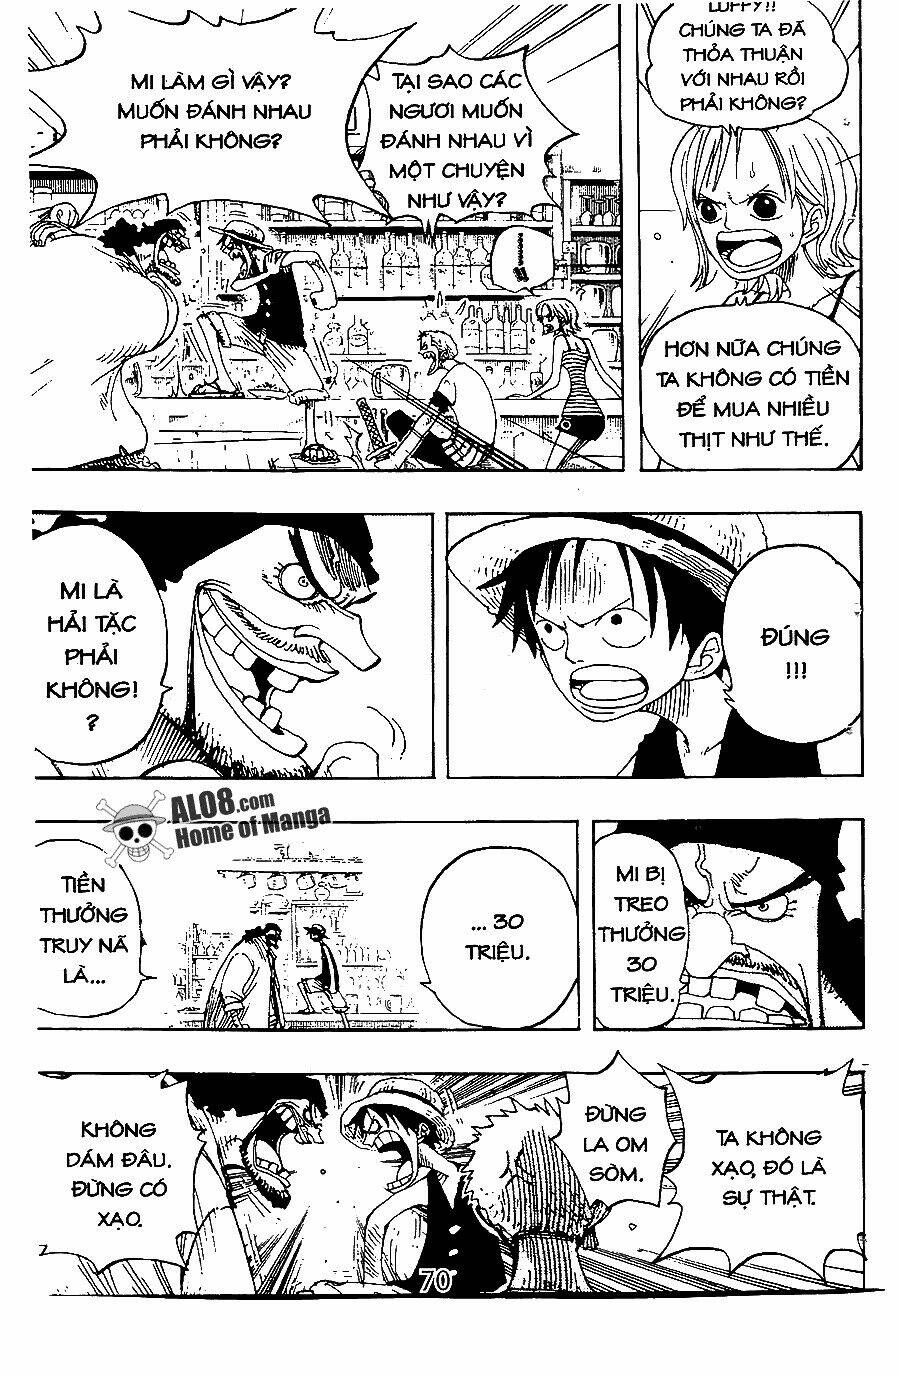 MI LÀM GÌ VẬY?
MUỐN ĐÁNH NHAU
PHẢI KHÔNG?
TẠI SAO CÁC
NGƯƠI MUỐN
ĐÁNH NHAU VÌ
MỘT CHUYỆN
NHƯ VẬY?
LUFFY!!
CHÚNG TA ĐÃ
THỎA THUẬN
VỚI NHAU RỒI
PHẢI KHÔNG?
HƠN NỮA CHÚNG
TA KHÔNG CÓ TIỀN
ĐỂ MUA NHIỀU
THỊT NHƯ THẾ.
MI LÀ
HẢI TẶC
PHẢI
KHÔNG!
?
ĐÚNG
!!!
AL08.com
Home of Manga
TIỀN
THƯỞNG
TRUY NÃ
LÀ...
... 30
TRIỆU.
MI BỊ
TREO
THƯỞNG
30
TRIỆU.
KHÔNG
DÁM ĐÂU.
ĐỪNG CÓ
XẠO.
ĐỪNG
LA OM
SÒM.
TA KHÔNG
XẠO, ĐÓ LÀ
SỰ THẬT.
70